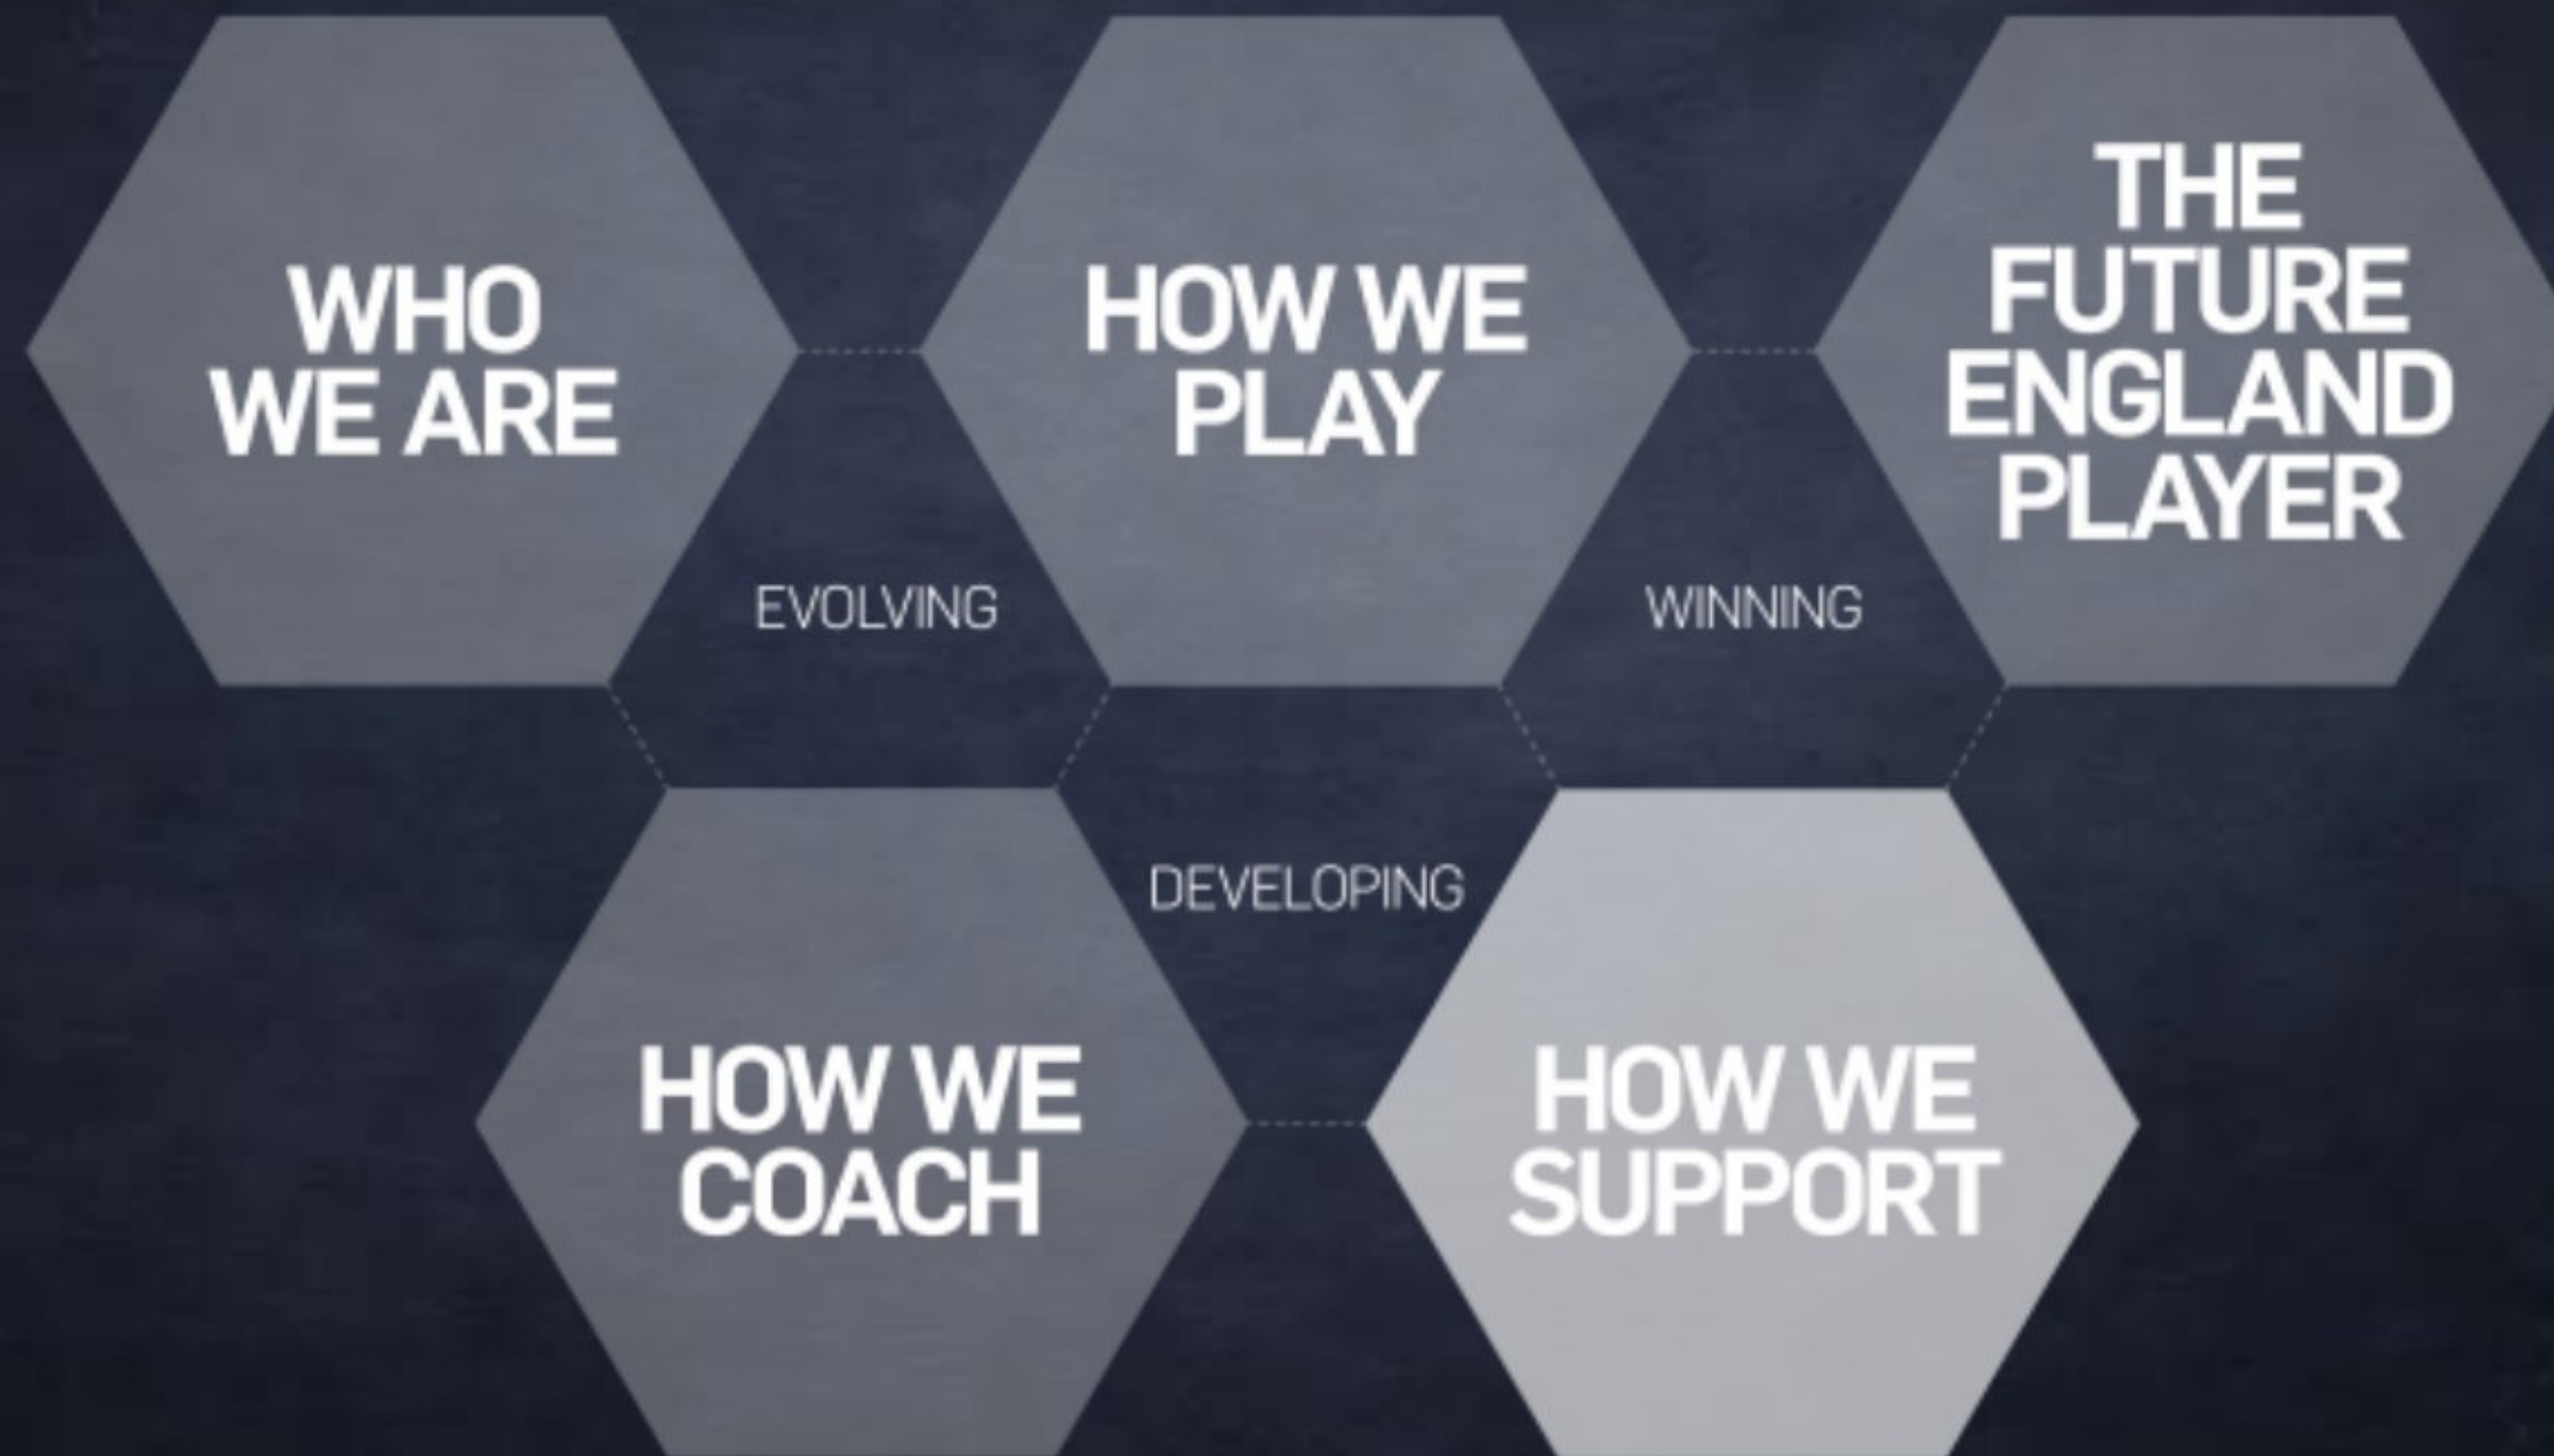 WHO
WE ARE
HOW WE
PLAY
THE
FUTURE
ENGLAND
PLAYER
EVOLVING
WINNING
DEVELOPING
HOW WE
COACH
HOW WE
SUPPORT